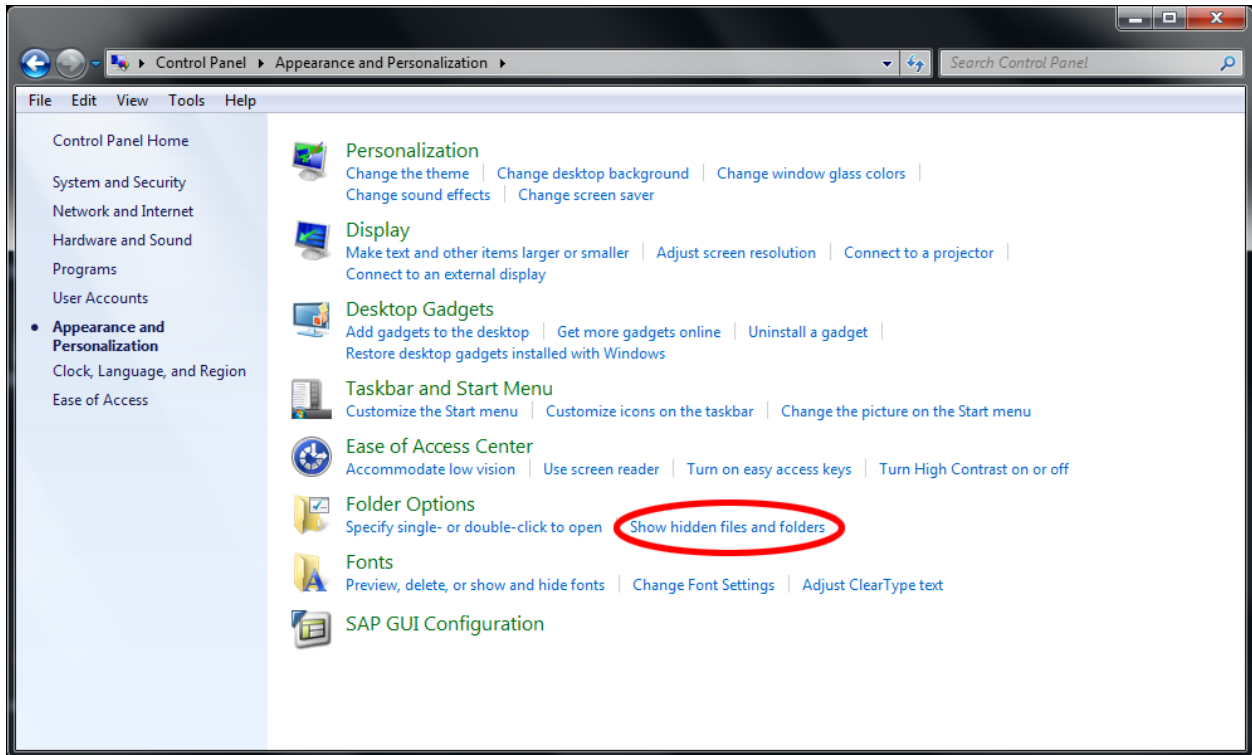 Control Panel Appearance and Personalization Search Control Panel
File Edit View Tools Help
Control Panel Home
System and Security
Network and Internet
Hardware and Sound
Programs
User Accounts
Appearance and
Personalization
Clock, Language, and Region
Ease of Access
Personalization
Change the theme Change desktop background Change window glass colors
Change sound effects Change screen saver
Display
Make text and other items larger or smaller Adjust screen resolution Connect to a projector
Connect to an external display
Desktop Gadgets
Add gadgets to the desktop Get more gadgets online Uninstall a gadget
Restore desktop gadgets installed with Windows
Taskbar and Start Menu
Customize the Start menu Customize icons on the taskbar Change the picture on the Start menu
Ease of Access Center
Accommodate low vision Use screen reader Turn on easy access keys Turn High Contrast on or off
Folder Options
Specify single- or double-click to open Show hidden files and folders
Fonts
Preview, delete, or show and hide fonts Change Font Settings Adjust ClearType text
SAP GUI Configuration